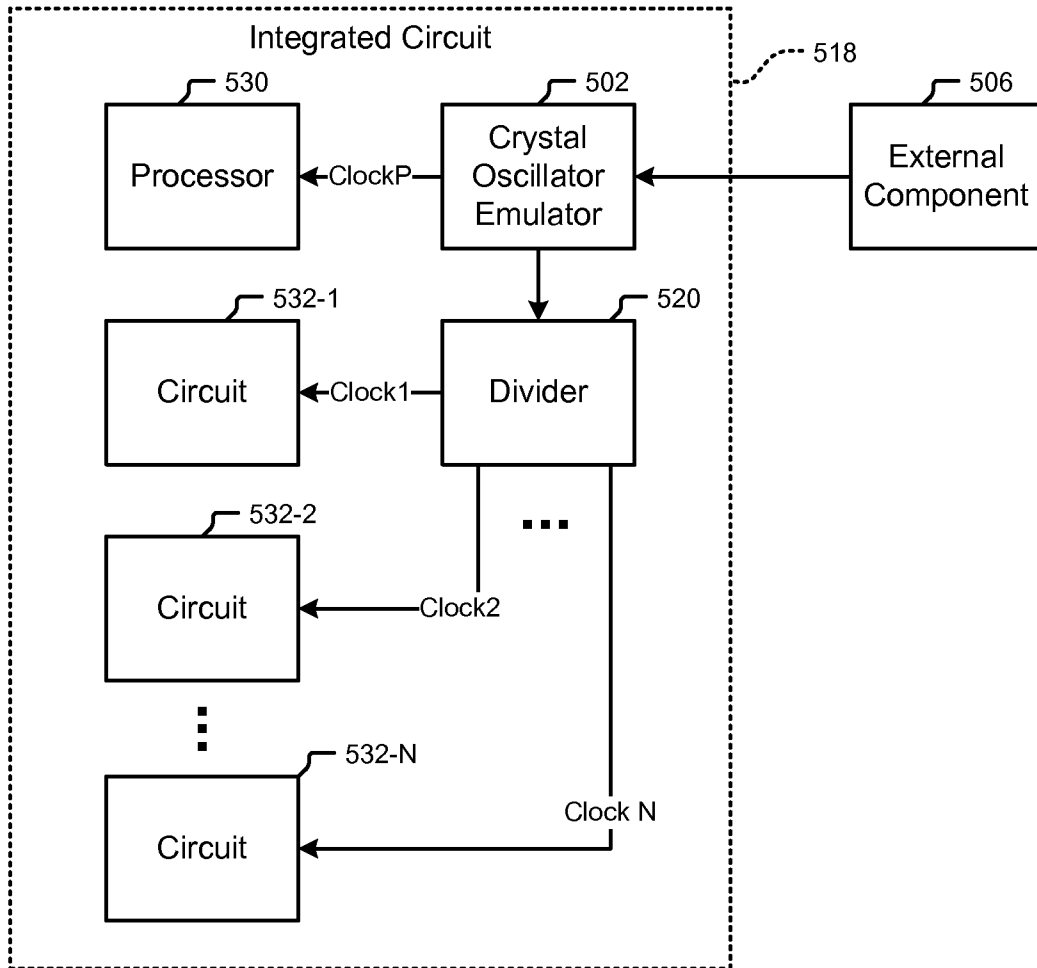 Integrated Circuit
518
530
502
506
Processor
ClockP
Crystal
Oscillator
Emulator
External
Component
532-1
520
Circuit
Clock1
Divider
532-2
Circuit
Clock2
532-N
Clock N
Circuit